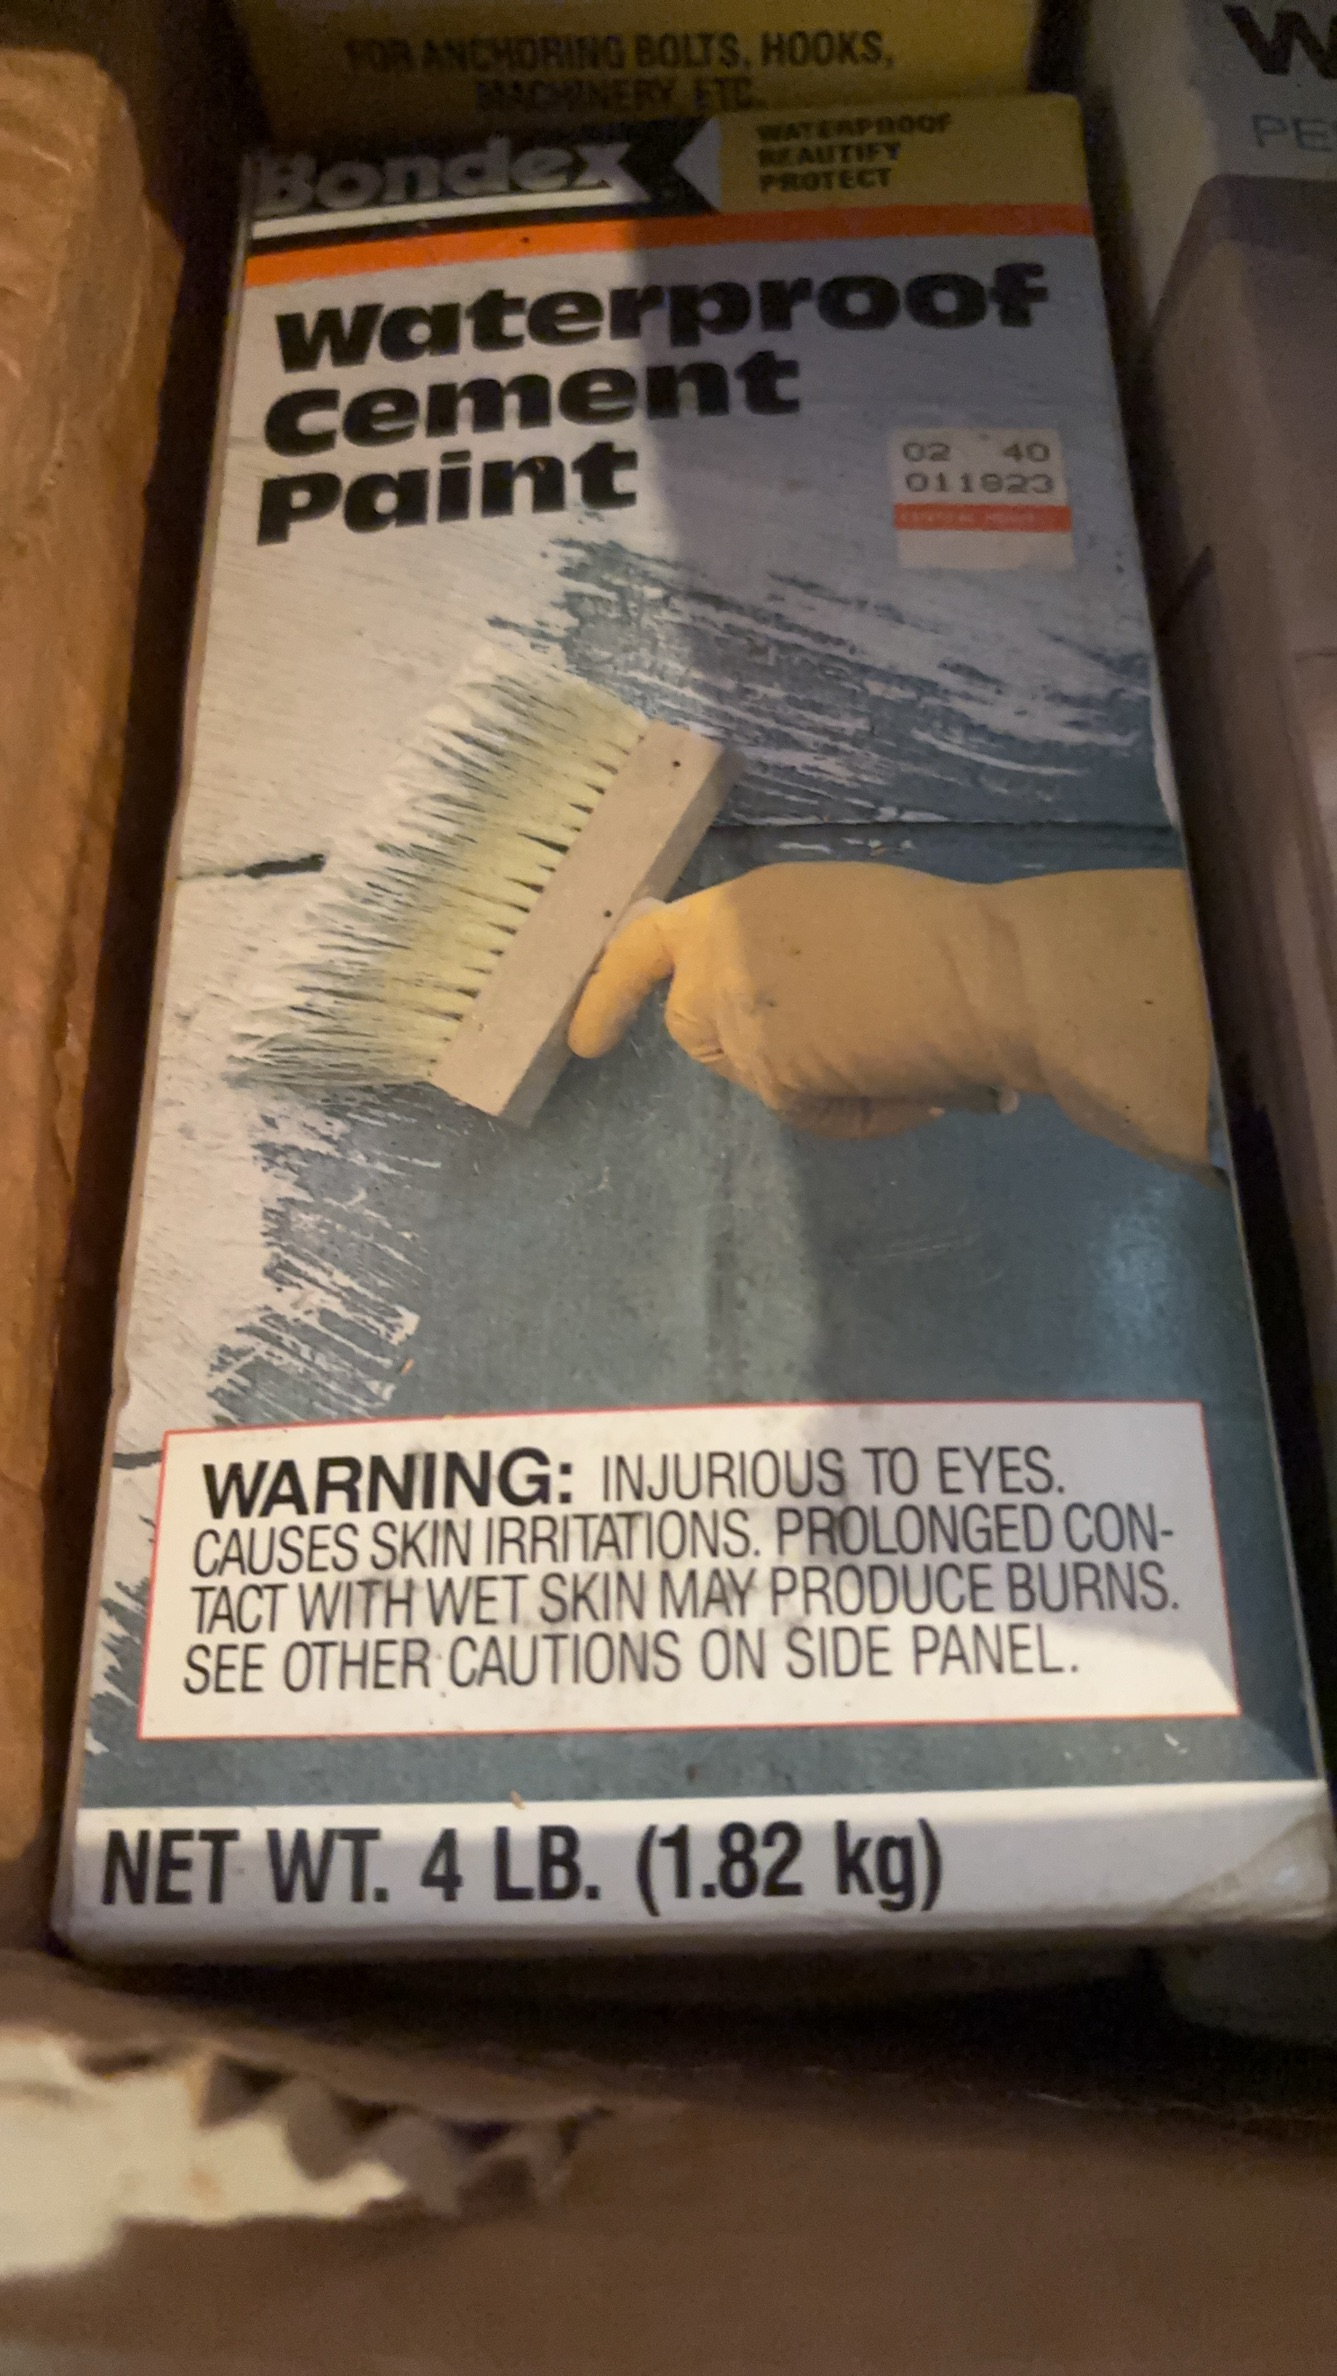 FOR ANCHORING BOLTS, HOOKS,
MACHINERY, ETC.
Bondex
WATERPROOF
BEAUTIFY
PROTECT
Waterproof
Cement
Paint
02 40
011823
WARNING: INJURIOUS TO EYES.
CAUSES SKIN IRRITATIONS. PROLONGED CON-
TACT WITH WET SKIN MAY PRODUCE BURNS.
SEE OTHER CAUTIONS ON SIDE PANEL.
NET WT. 4 LB. (1.82 kg)
W
PE